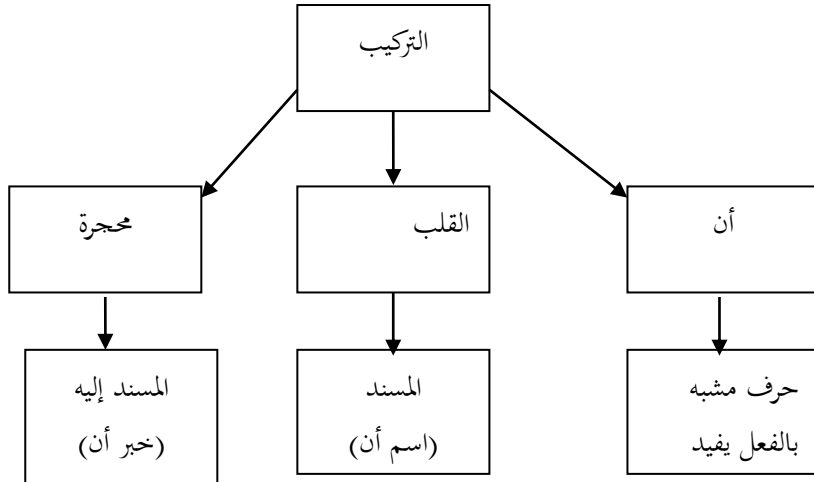 التركيب
أن
القلب
محجرة
حرف مشبه
بالفعل يفيد
المسند
(اسم أن)
المسند إليه
(خبر أن)